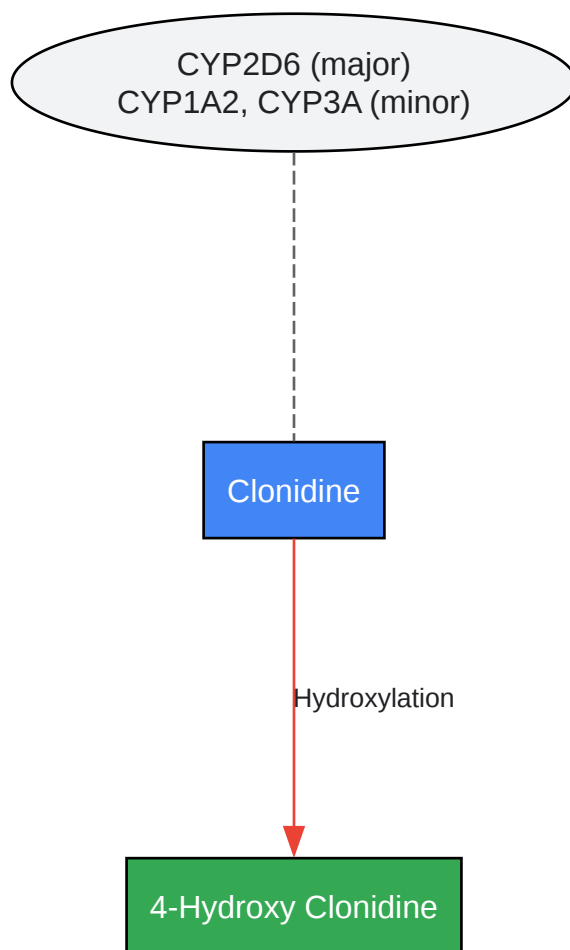 CYP2D6 (major)
CYP1A2, CYP3A (minor)
Clonidine
Hydroxylation
4-Hydroxy Clonidine